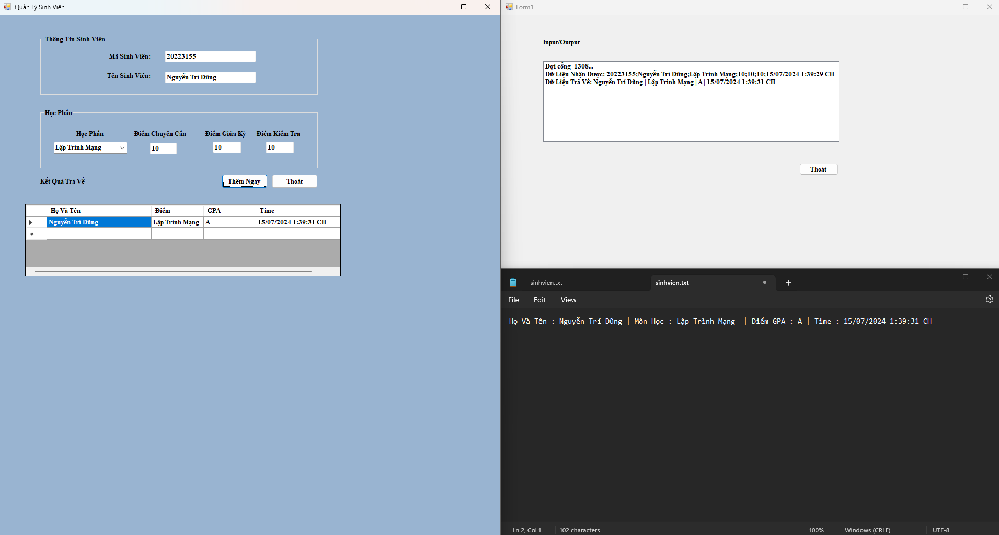 Quản Lý Sinh Viên
Thông Tin Sinh Viên
Mã Sinh Viên: 20223155
Tên Sinh Viên: Nguyễn Trí Dũng
Học Phần
Học Phần Điểm Chuyên Cần Điểm Giữa Kỳ Điểm Kiểm Tra
Lập Trình Mạng 10 10 10
Kết Quả Trả Về Thêm Ngay Thoát
Họ Và Tên Điểm GPA Time
Nguyễn Trí Dũng Lập Trình Mạng A 15/07/2024 1:39:31 CH
Form1
Input/Output
Đợi cổng 1308...
Dữ Liệu Nhận Được: 20223155;Nguyễn Trí Dũng;Lập Trình Mạng;10;10;10;15/07/2024 1:39:29 CH
Dữ Liệu Trả Về: Nguyễn Trí Dũng | Lập Trình Mạng | A | 15/07/2024 1:39:31 CH
Thoát
sinhvien.txt sinhvien.txt
File Edit View
Họ Và Tên : Nguyễn Trí Dũng | Môn Học : Lập Trình Mạng | Điểm GPA : A | Time : 15/07/2024 1:39:31 CH
Ln 2, Col 1 102 characters 100% Windows (CRLF) UTF-8